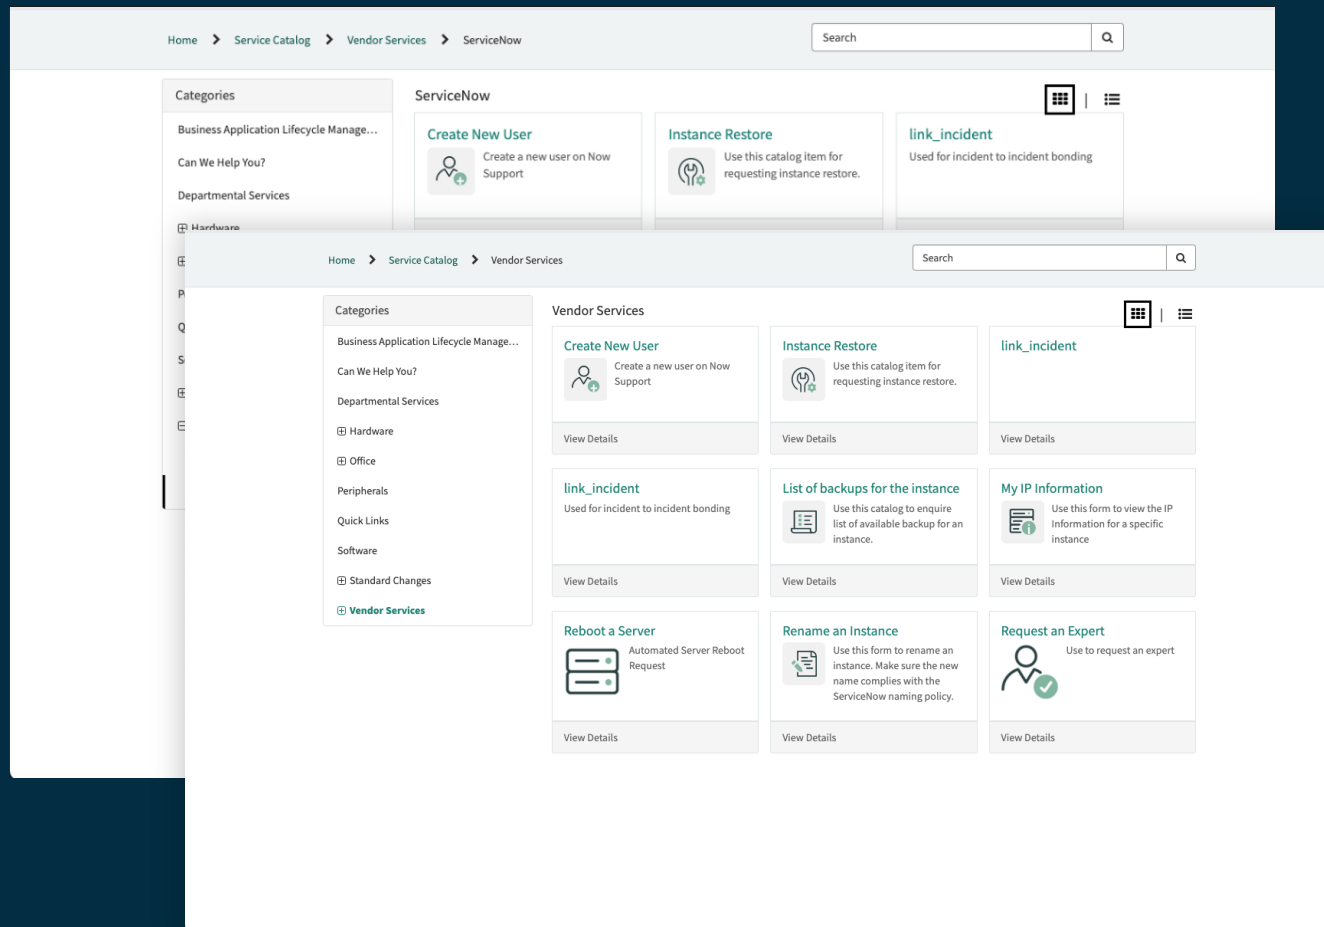 Home
Service Catalog
Vendor Services
ServiceNow
Search
Categories
Business Application Lifecycle Manage...
Can We Help You?
Departmental Services
Hardware
ServiceNow
Create New User
Create a new user on Now
Support
Instance Restore
Use this catalog item for
requesting instance restore.
link_incident
Used for incident to incident bonding
|
Home
Service Catalog
Vendor Services
Search
Categories
Business Application Lifecycle Manage...
Can We Help You?
Departmental Services
Hardware
Office
Peripherals
Quick Links
Software
Standard Changes
Vendor Services
Vendor Services
|
Create New User
Create a new user on Now
Support
View Details
Instance Restore
Use this catalog item for
requesting instance restore.
View Details
link_incident
View Details
link_incident
Used for incident to incident bonding
View Details
List of backups for the instance
Use this catalog to enquire
list of available backup for an
instance.
View Details
My IP Information
Use this form to view the IP
Information for a specific
instance
View Details
Reboot a Server
Automated Server Reboot
Request
View Details
Rename an Instance
Use this form to rename an
instance. Make sure the new
name complies with the
ServiceNow naming policy.
View Details
Request an Expert
Use to request an expert
View Details